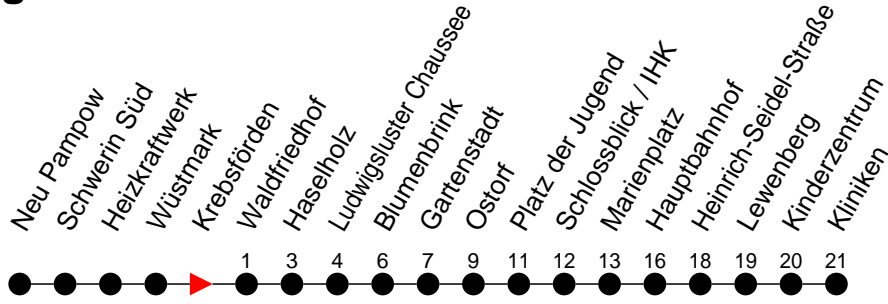 Neu Pampow
Schwerin Süd
Heizkraftwerk
Wüstmark
Krebsförden
Waldfriedhof
Haselholz
Ludwigsluster Chaussee
Blumenbrink
Gartenstadt
Ostorf
Platz der Jugend
Schlossblick / IHK
Marienplatz
Hauptbahnhof
Heinrich-Seidel-Straße
Lewenberg
Kinderzentrum
Kliniken
1 3 4 6 7 9 11 12 13 16 18 19 20 21